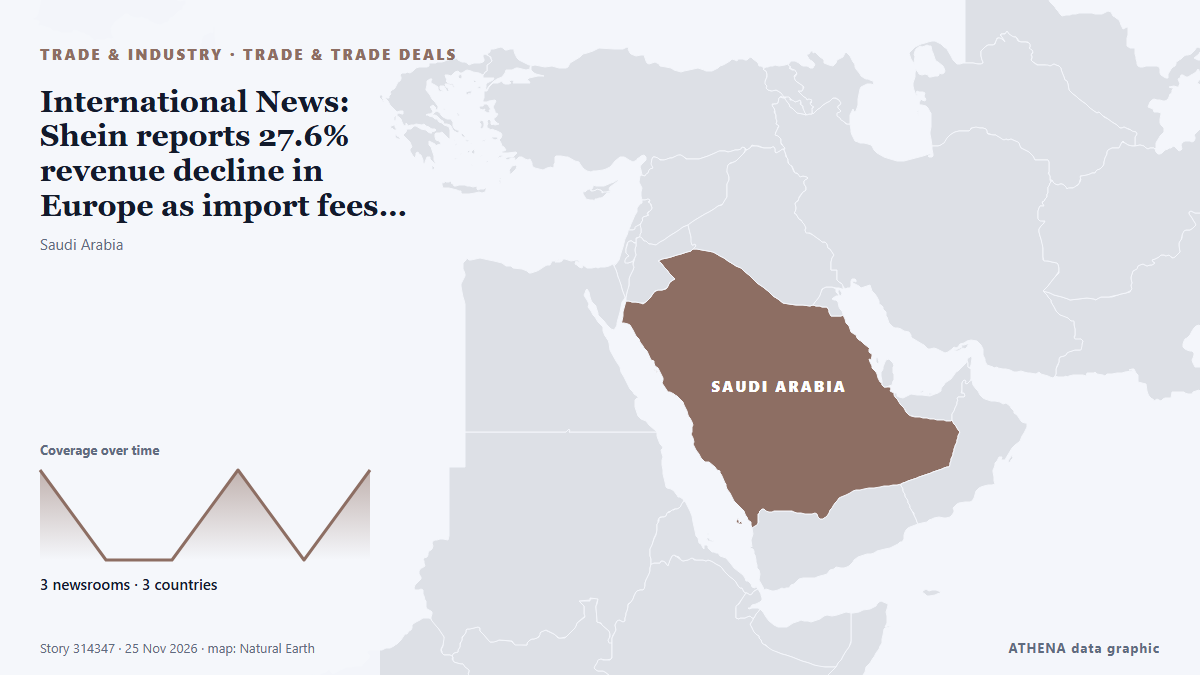 TRADE & INDUSTRY · TRADE & TRADE DEALS
International News:
Shein reports 27.6%
revenue decline in
Europe as import fees...
Saudi Arabia
SAUDI ARABIA
Coverage over time
3 newsrooms · 3 countries
Story 314347 · 25 Nov 2026 · map: Natural Earth
ATHENA data graphic